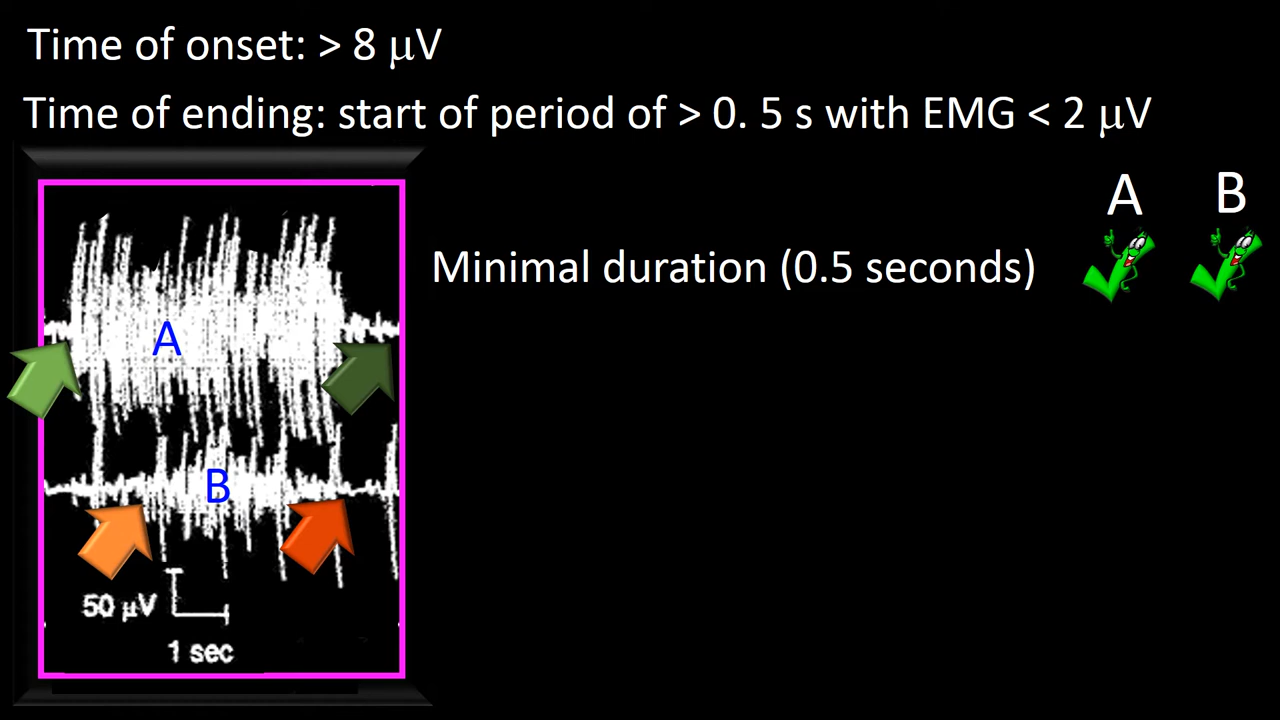 Time of onset: > 8 μV
Time of ending: start of period of > 0. 5 s with EMG < 2 μV
A B
Minimal duration (0.5 seconds)
A
B
50 μV
1 sec